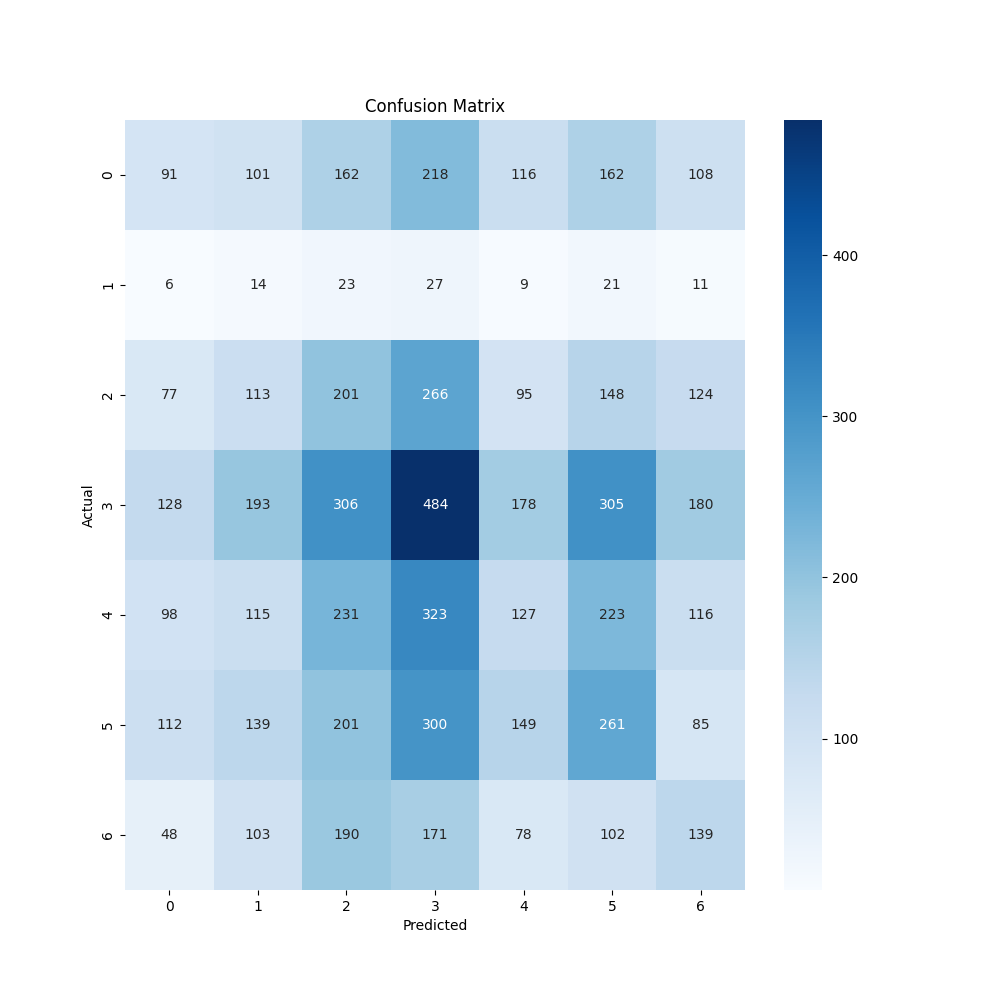 Confusion Matrix
0 91 101 162 218 116 162 108
1 6 14 23 27 9 21 11
2 77 113 201 266 95 148 124
3 128 193 306 484 178 305 180
4 98 115 231 323 127 223 116
5 112 139 201 300 149 261 85
6 48 103 190 171 78 102 139
0 1 2 3 4 5 6
Predicted
Actual
400
300
200
100